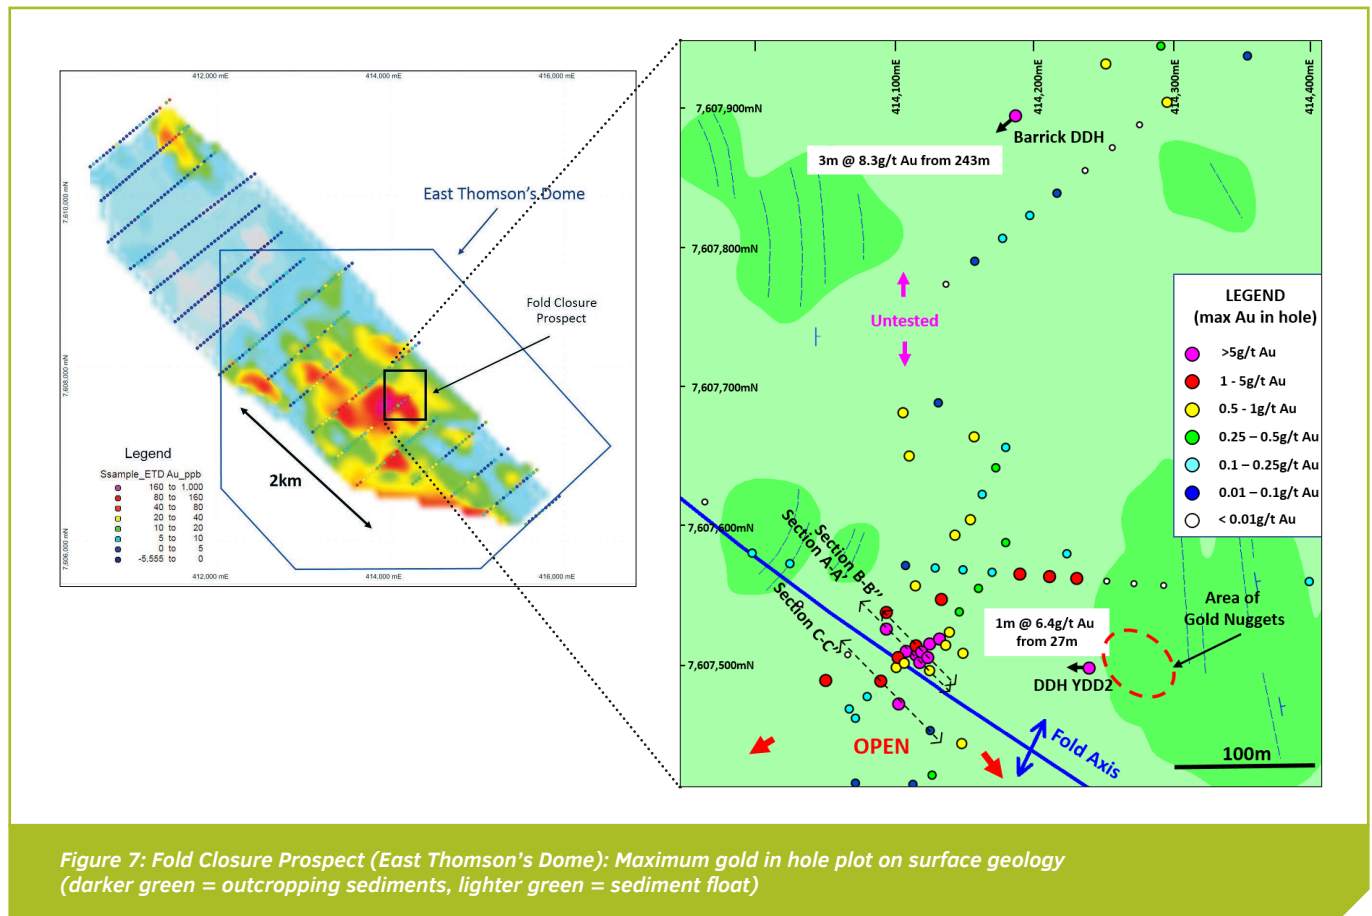 412,000 mE
414,000 mE
416,000 mE
7,610,000 mN
7,608,000 mN
7,606,000 mN
East Thomson's Dome
Fold Closure
Prospect
2km
Legend
Ssample_ETD Au_ppb
160 to 1,000
80 to 160
40 to 80
20 to 40
10 to 20
5 to 10
0 to 5
-5,555 to 0
412,000 mE
414,000 mE
416,000 mE
414,100mE
414,200mE
414,300mE
414,400mE
7,607,900mN
7,607,800mN
7,607,700mN
7,607,600mN
7,607,500mN
Barrick DDH
3m @ 8.3g/t Au from 243m
Untested
LEGEND
(max Au in hole)
>5g/t Au
1 - 5g/t Au
0.5 - 1g/t Au
0.25 – 0.5g/t Au
0.1 – 0.25g/t Au
0.01 – 0.1g/t Au
< 0.01g/t Au
Section B-B''
Section A-A'
Section C-C''
1m @ 6.4g/t Au
from 27m
Area of
Gold Nuggets
DDH YDD2
OPEN
Fold Axis
100m
Figure 7: Fold Closure Prospect (East Thomson's Dome): Maximum gold in hole plot on surface geology
(darker green = outcropping sediments, lighter green = sediment float)